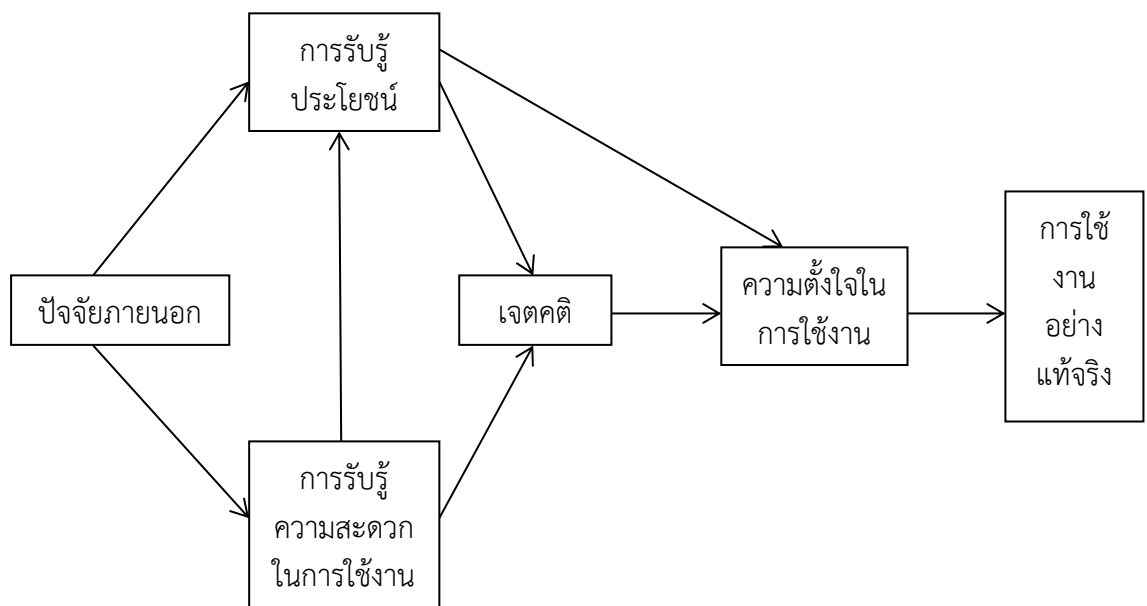 การรับรู้
ประโยชน์
ปัจจัยภายนอก
เจตคติ
ความตั้งใจใน
การใช้งาน
การใช้
งาน
อย่าง
แท้จริง
การรับรู้
ความสะดวก
ในการใช้งาน